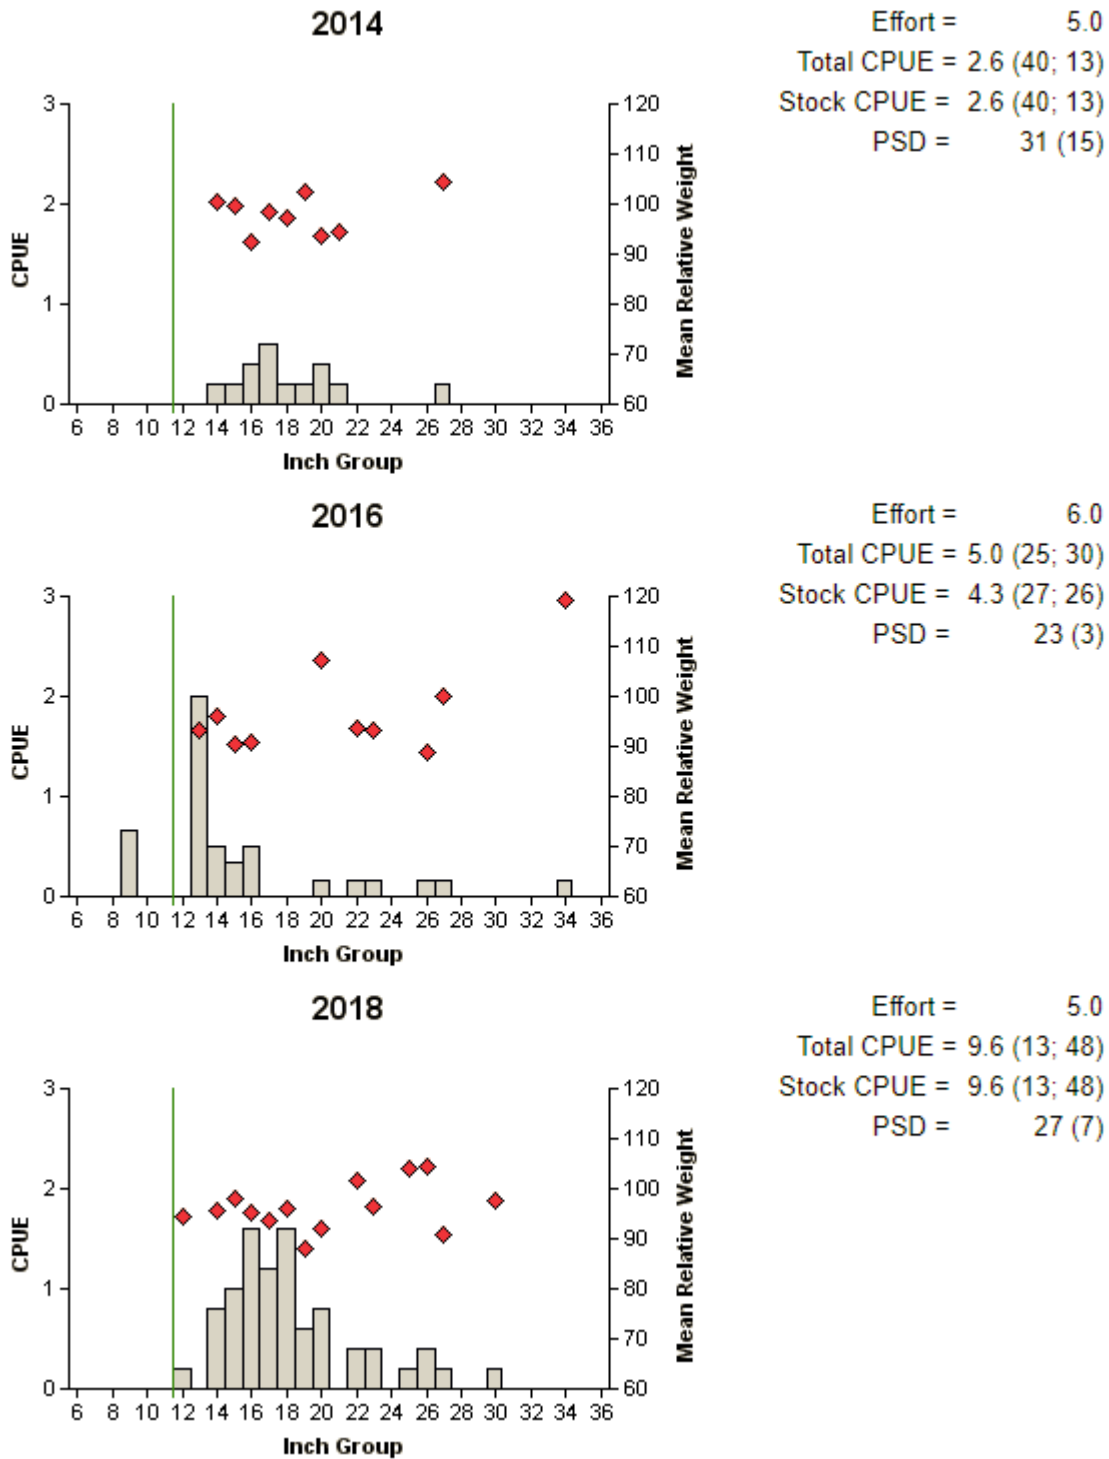 2014
Effort = 5.0
Total CPUE = 2.6 (40; 13)
Stock CPUE = 2.6 (40; 13)
PSD = 31 (15)
3
2
1
0
CPUE
120
110
100
90
80
70
60
Mean Relative Weight
6 8 10 12 14 16 18 20 22 24 26 28 30 32 34 36
Inch Group
2016
Effort = 6.0
Total CPUE = 5.0 (25; 30)
Stock CPUE = 4.3 (27; 26)
PSD = 23 (3)
3
2
1
0
CPUE
120
110
100
90
80
70
60
Mean Relative Weight
6 8 10 12 14 16 18 20 22 24 26 28 30 32 34 36
Inch Group
2018
Effort = 5.0
Total CPUE = 9.6 (13; 48)
Stock CPUE = 9.6 (13; 48)
PSD = 27 (7)
3
2
1
0
CPUE
120
110
100
90
80
70
60
Mean Relative Weight
6 8 10 12 14 16 18 20 22 24 26 28 30 32 34 36
Inch Group